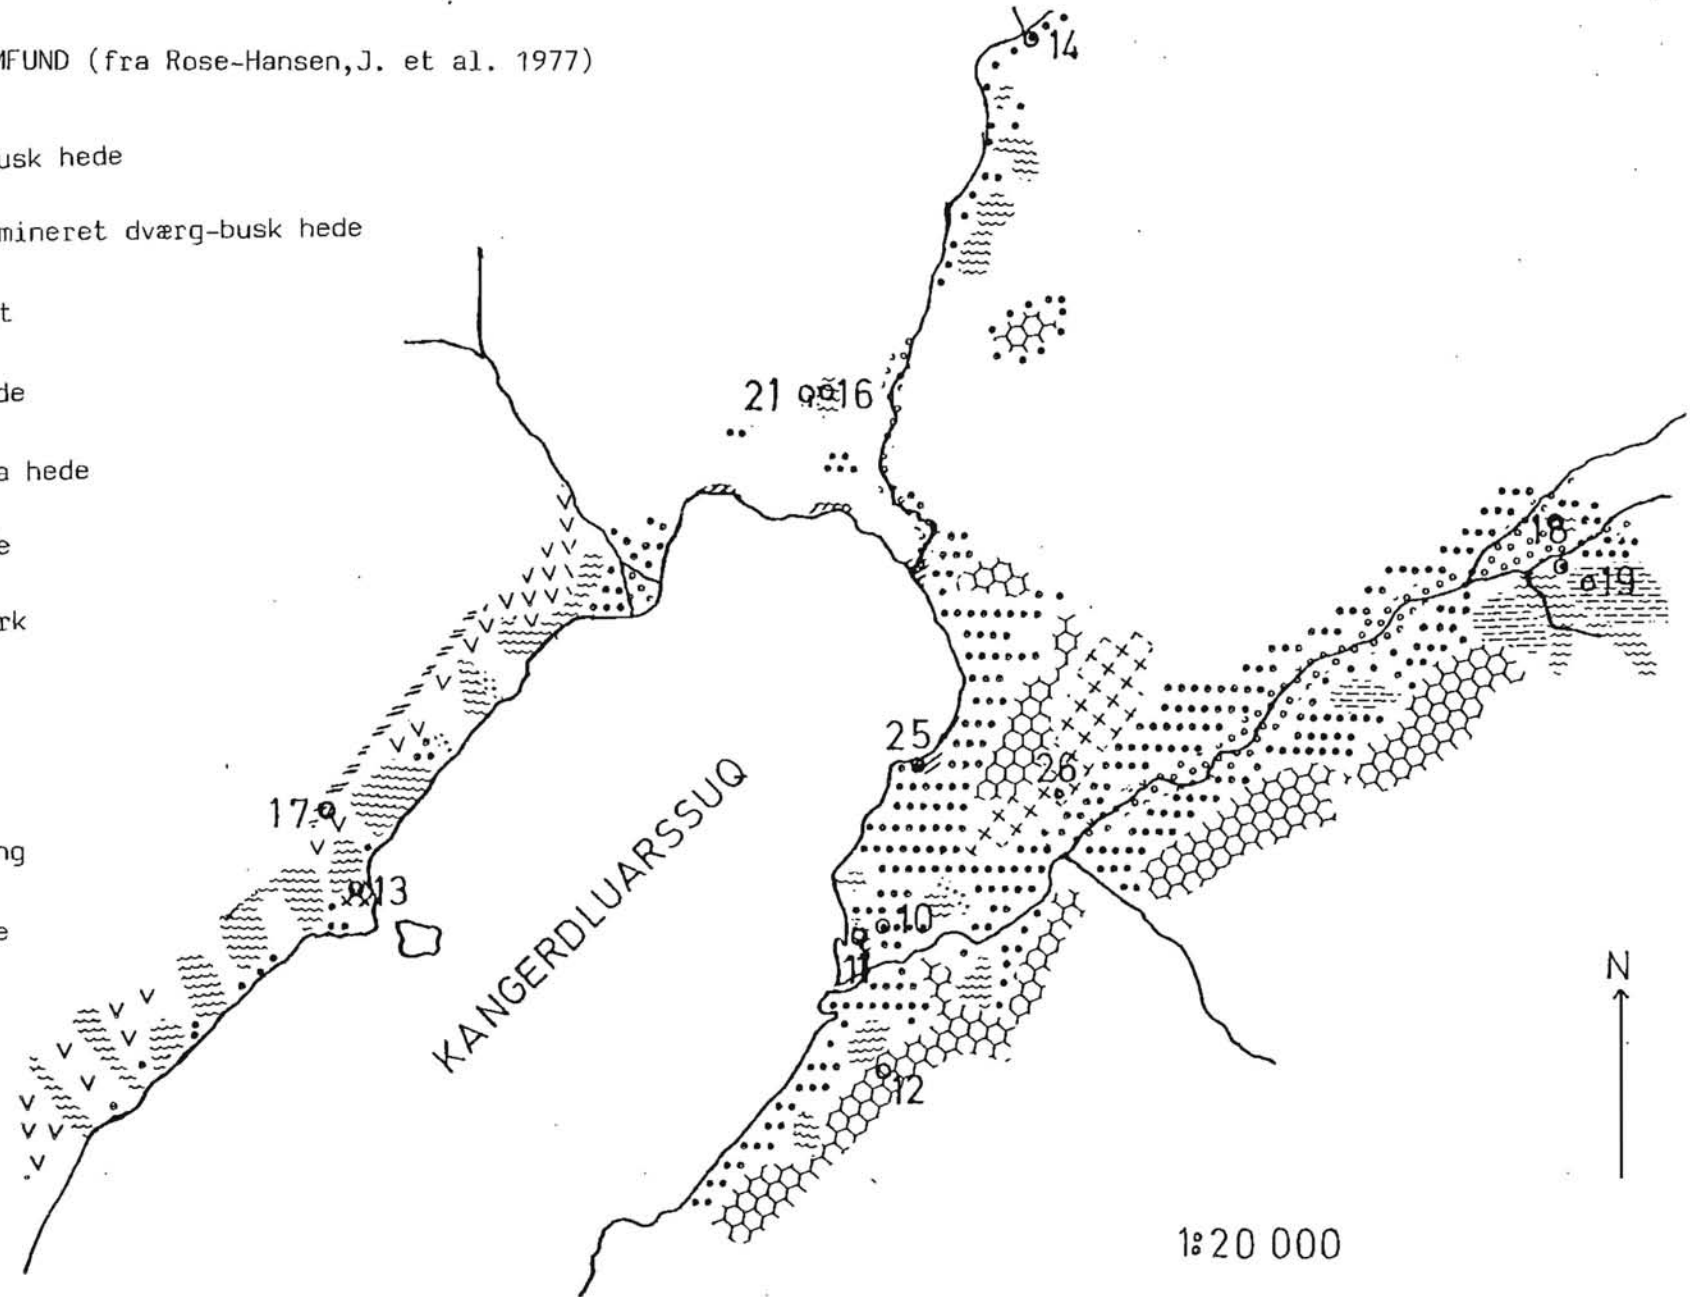 MFUND (fra Rose-Hansen,J. et al. 1977)
usk hede
mineret dværg-busk hede
t
de
a hede
e
rk
ng
e
14
21 16
18
19
25
26
17
13
10
11
12
KANGERDLUARSSUQ
N
1:20 000